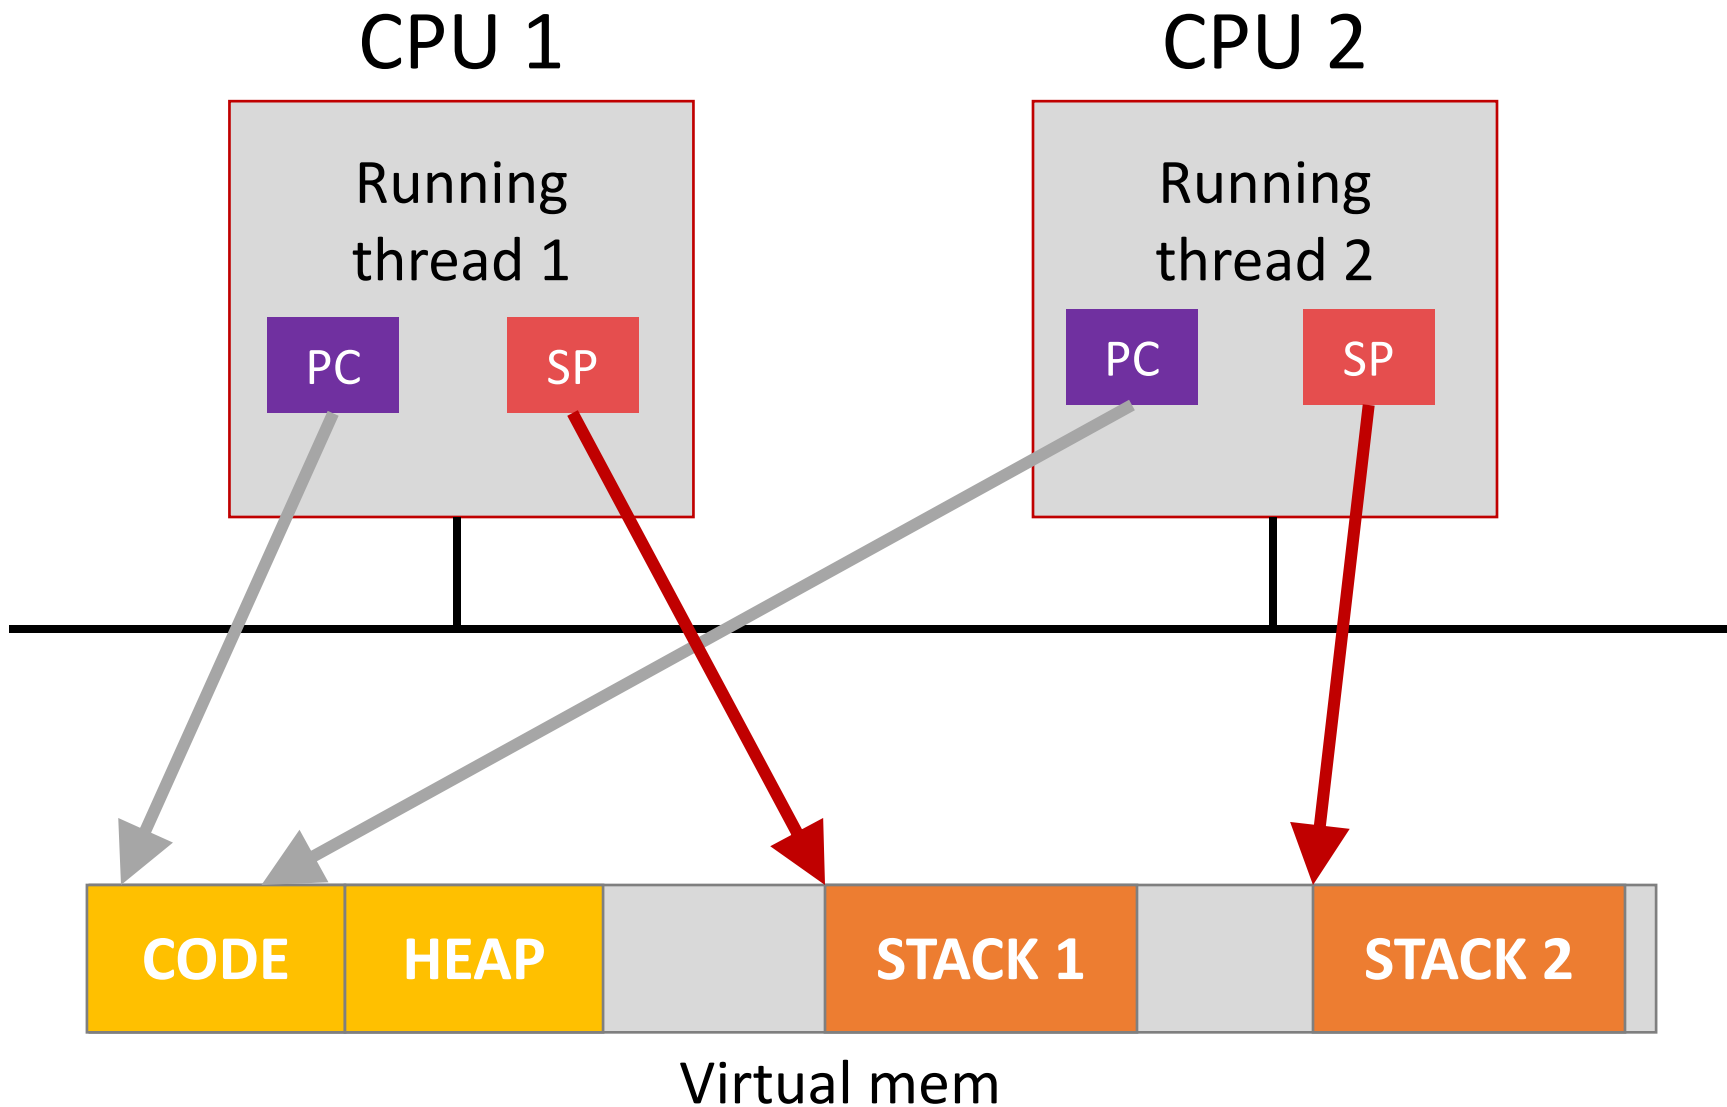 CPU 1
CPU 2
Running
thread 1
PC
SP
Running
thread 2
PC
SP
CODE
HEAP
STACK 1
STACK 2
Virtual mem